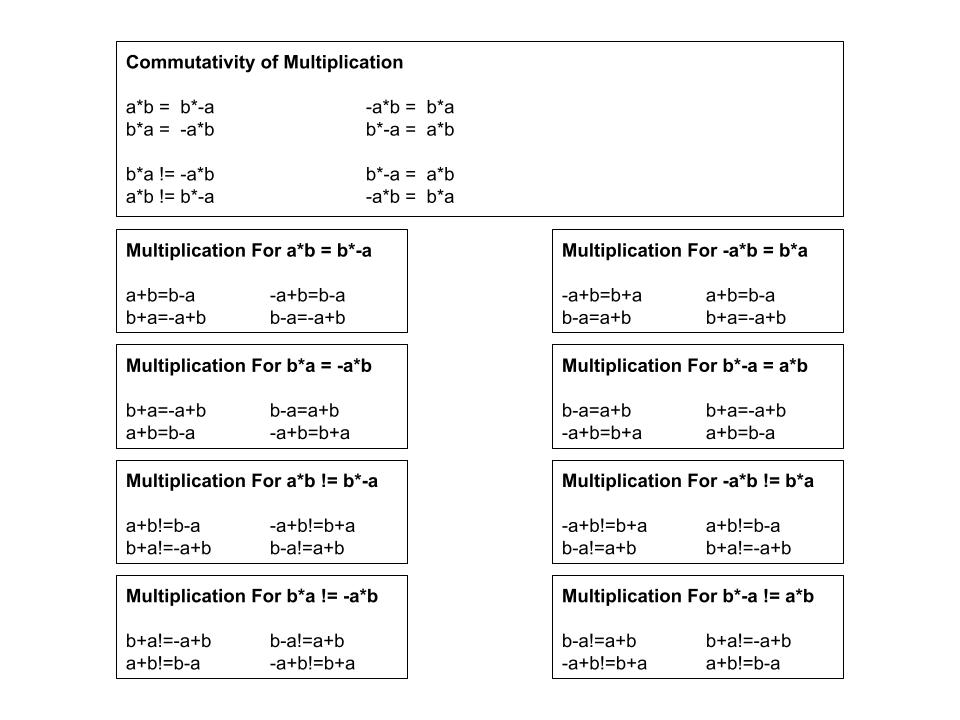 Commutativity of Multiplication
a*b =  b*-a -a*b =  b*a
b*a =  -a*b b*-a =  a*b
b*a != -a*b b*-a =  a*b
a*b != b*-a -a*b =  b*a
Multiplication For a*b = b*-a
a+b=b-a -a+b=b-a
b+a=-a+b b-a=-a+b
Multiplication For -a*b = b*a
-a+b=b+a a+b=b-a
b-a=a+b b+a=-a+b
Multiplication For b*a = -a*b
b+a=-a+b b-a=a+b
a+b=b-a -a+b=b+a
Multiplication For b*-a = a*b
b-a=a+b b+a=-a+b
-a+b=b+a a+b=b-a
Multiplication For a*b != b*-a
a+b!=b-a -a+b!=b+a
b+a!=-a+b b-a!=a+b
Multiplication For -a*b != b*a
-a+b!=b+a a+b!=b-a
b-a!=a+b b+a!=-a+b
Multiplication For b*a != -a*b
b+a!=-a+b b-a!=a+b
a+b!=b-a -a+b!=b+a
Multiplication For b*-a != a*b
b-a!=a+b b+a!=-a+b
-a+b!=b+a a+b!=b-a